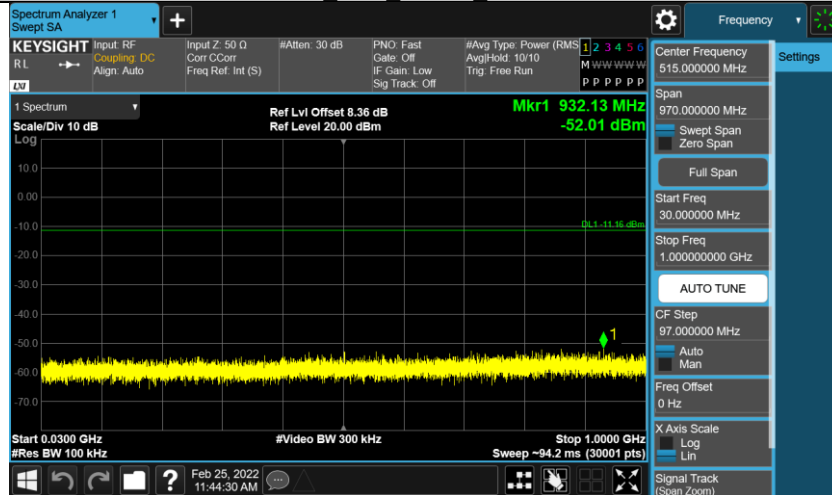 Spectrum Analyzer 1
Swept SA
+
Frequency
KEYSIGHT
RL
LXI
Input: RF
Coupling: DC
Align: Auto
Input Z: 50 Ω
Corr CCorr
Freq Ref: Int (S)
#Atten: 30 dB
PNO: Fast
Gate: Off
IF Gain: Low
Sig Track: Off
#Avg Type: Power (RMS
Avg|Hold: 10/10
Trig: Free Run
1 2 3 4 5 6
M W W W W W
P P P P P P
1 Spectrum
Scale/Div 10 dB
Log
Ref Lvl Offset 8.36 dB
Ref Level 20.00 dBm
Mkr1 932.13 MHz
-52.01 dBm
10.0
0.00
-10.0
DL1 -11.16 dBm
-20.0
-30.0
-40.0
1
-50.0
-60.0
-70.0
Start 0.0300 GHz
#Res BW 100 kHz
#Video BW 300 kHz
Stop 1.0000 GHz
Sweep ~94.2 ms (30001 pts)
?
Feb 25, 2022
11:44:30 AM
Center Frequency
515.000000 MHz
Settings
Span
970.000000 MHz
Swept Span
Zero Span
Full Span
Start Freq
30.000000 MHz
Stop Freq
1.000000000 GHz
AUTO TUNE
CF Step
97.000000 MHz
Auto
Man
Freq Offset
0 Hz
X Axis Scale
Log
Lin
Signal Track
(Span Zoom)